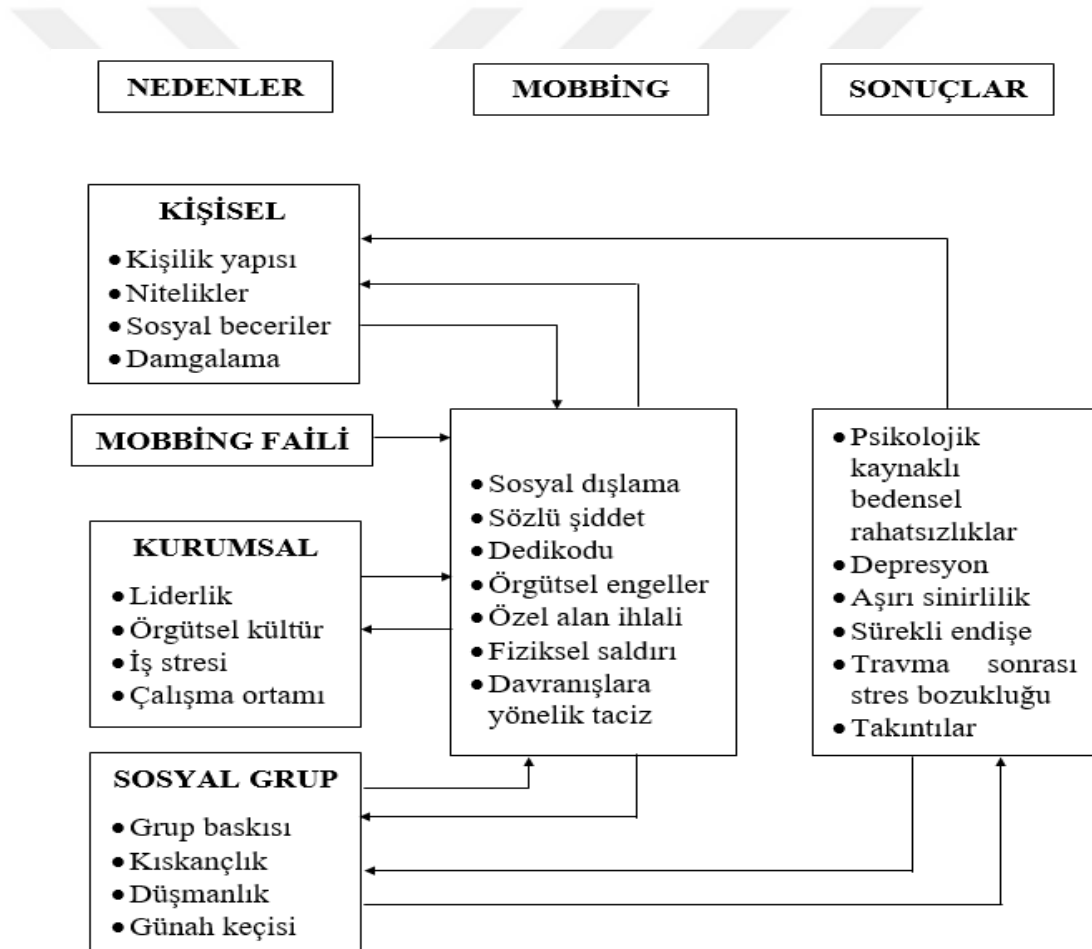 NEDENLER
MOBBİNG
SONUÇLAR
KİŞİSEL
• Kişilik yapısı
• Nitelikler
• Sosyal beceriler
• Damgalama
MOBBİNG FAİLİ
KURUMSAL
• Liderlik
• Örgütsel kültür
• İş stresi
• Çalışma ortamı
SOSYAL GRUP
• Grup baskısı
• Kıskançlık
• Düşmanlık
• Günah keçisi
• Sosyal dışlama
• Sözlü şiddet
• Dedikodu
• Örgütsel engeller
• Özel alan ihlali
• Fiziksel saldırı
• Davranışlara
yönelik taciz
• Psikolojik
kaynaklı
bedensel
rahatsızlıklar
• Depresyon
• Aşırı sinirlilik
• Sürekli endişe
• Travma sonrası
stres bozukluğu
• Takıntılar